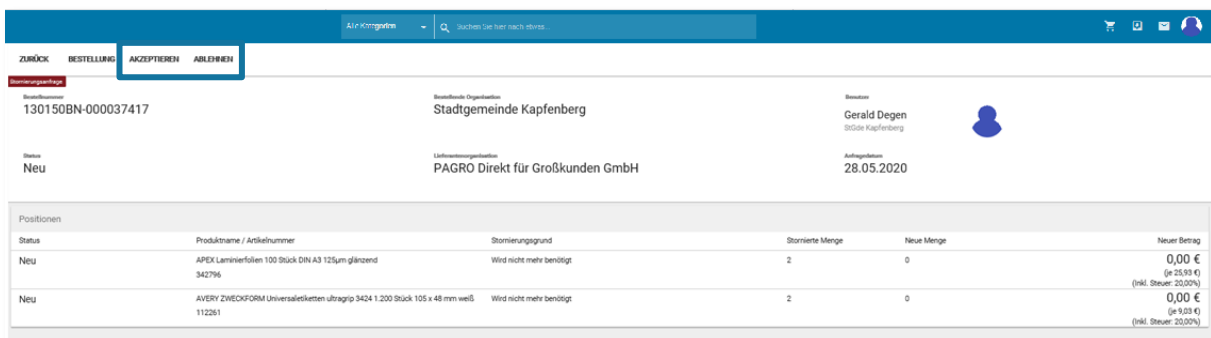 Alle Kategorien Suchen Sie hier nach etwas...
ZURÜCK BESTELLUNG AKZEPTIEREN ABLEHNEN
Stornierungsanfrage
Bestellnummer Bestellende Organisation Benutzer
130150BN-000037417 Stadtgemeinde Kapfenberg Gerald Degen
StGde Kapfenberg
Status Lieferantenorganisation Anfragedatum
Neu PAGRO Direkt für Großkunden GmbH 28.05.2020
Positionen
Status Produktname / Artikelnummer Stornierungsgrund Stornierte Menge Neue Menge Neuer Betrag
Neu APEX Laminierfolien 100 Stück DIN A3 125µm glänzend Wird nicht mehr benötigt 2 0 0,00 €
342796 (je 25,93 €)
(Inkl. Steuer: 20,00%)
Neu AVERY ZWECKFORM Universaletiketten ultragrip 3424 1.200 Stück 105 x 48 mm weiß Wird nicht mehr benötigt 2 0 0,00 €
112261 (je 9,03 €)
(Inkl. Steuer: 20,00%)